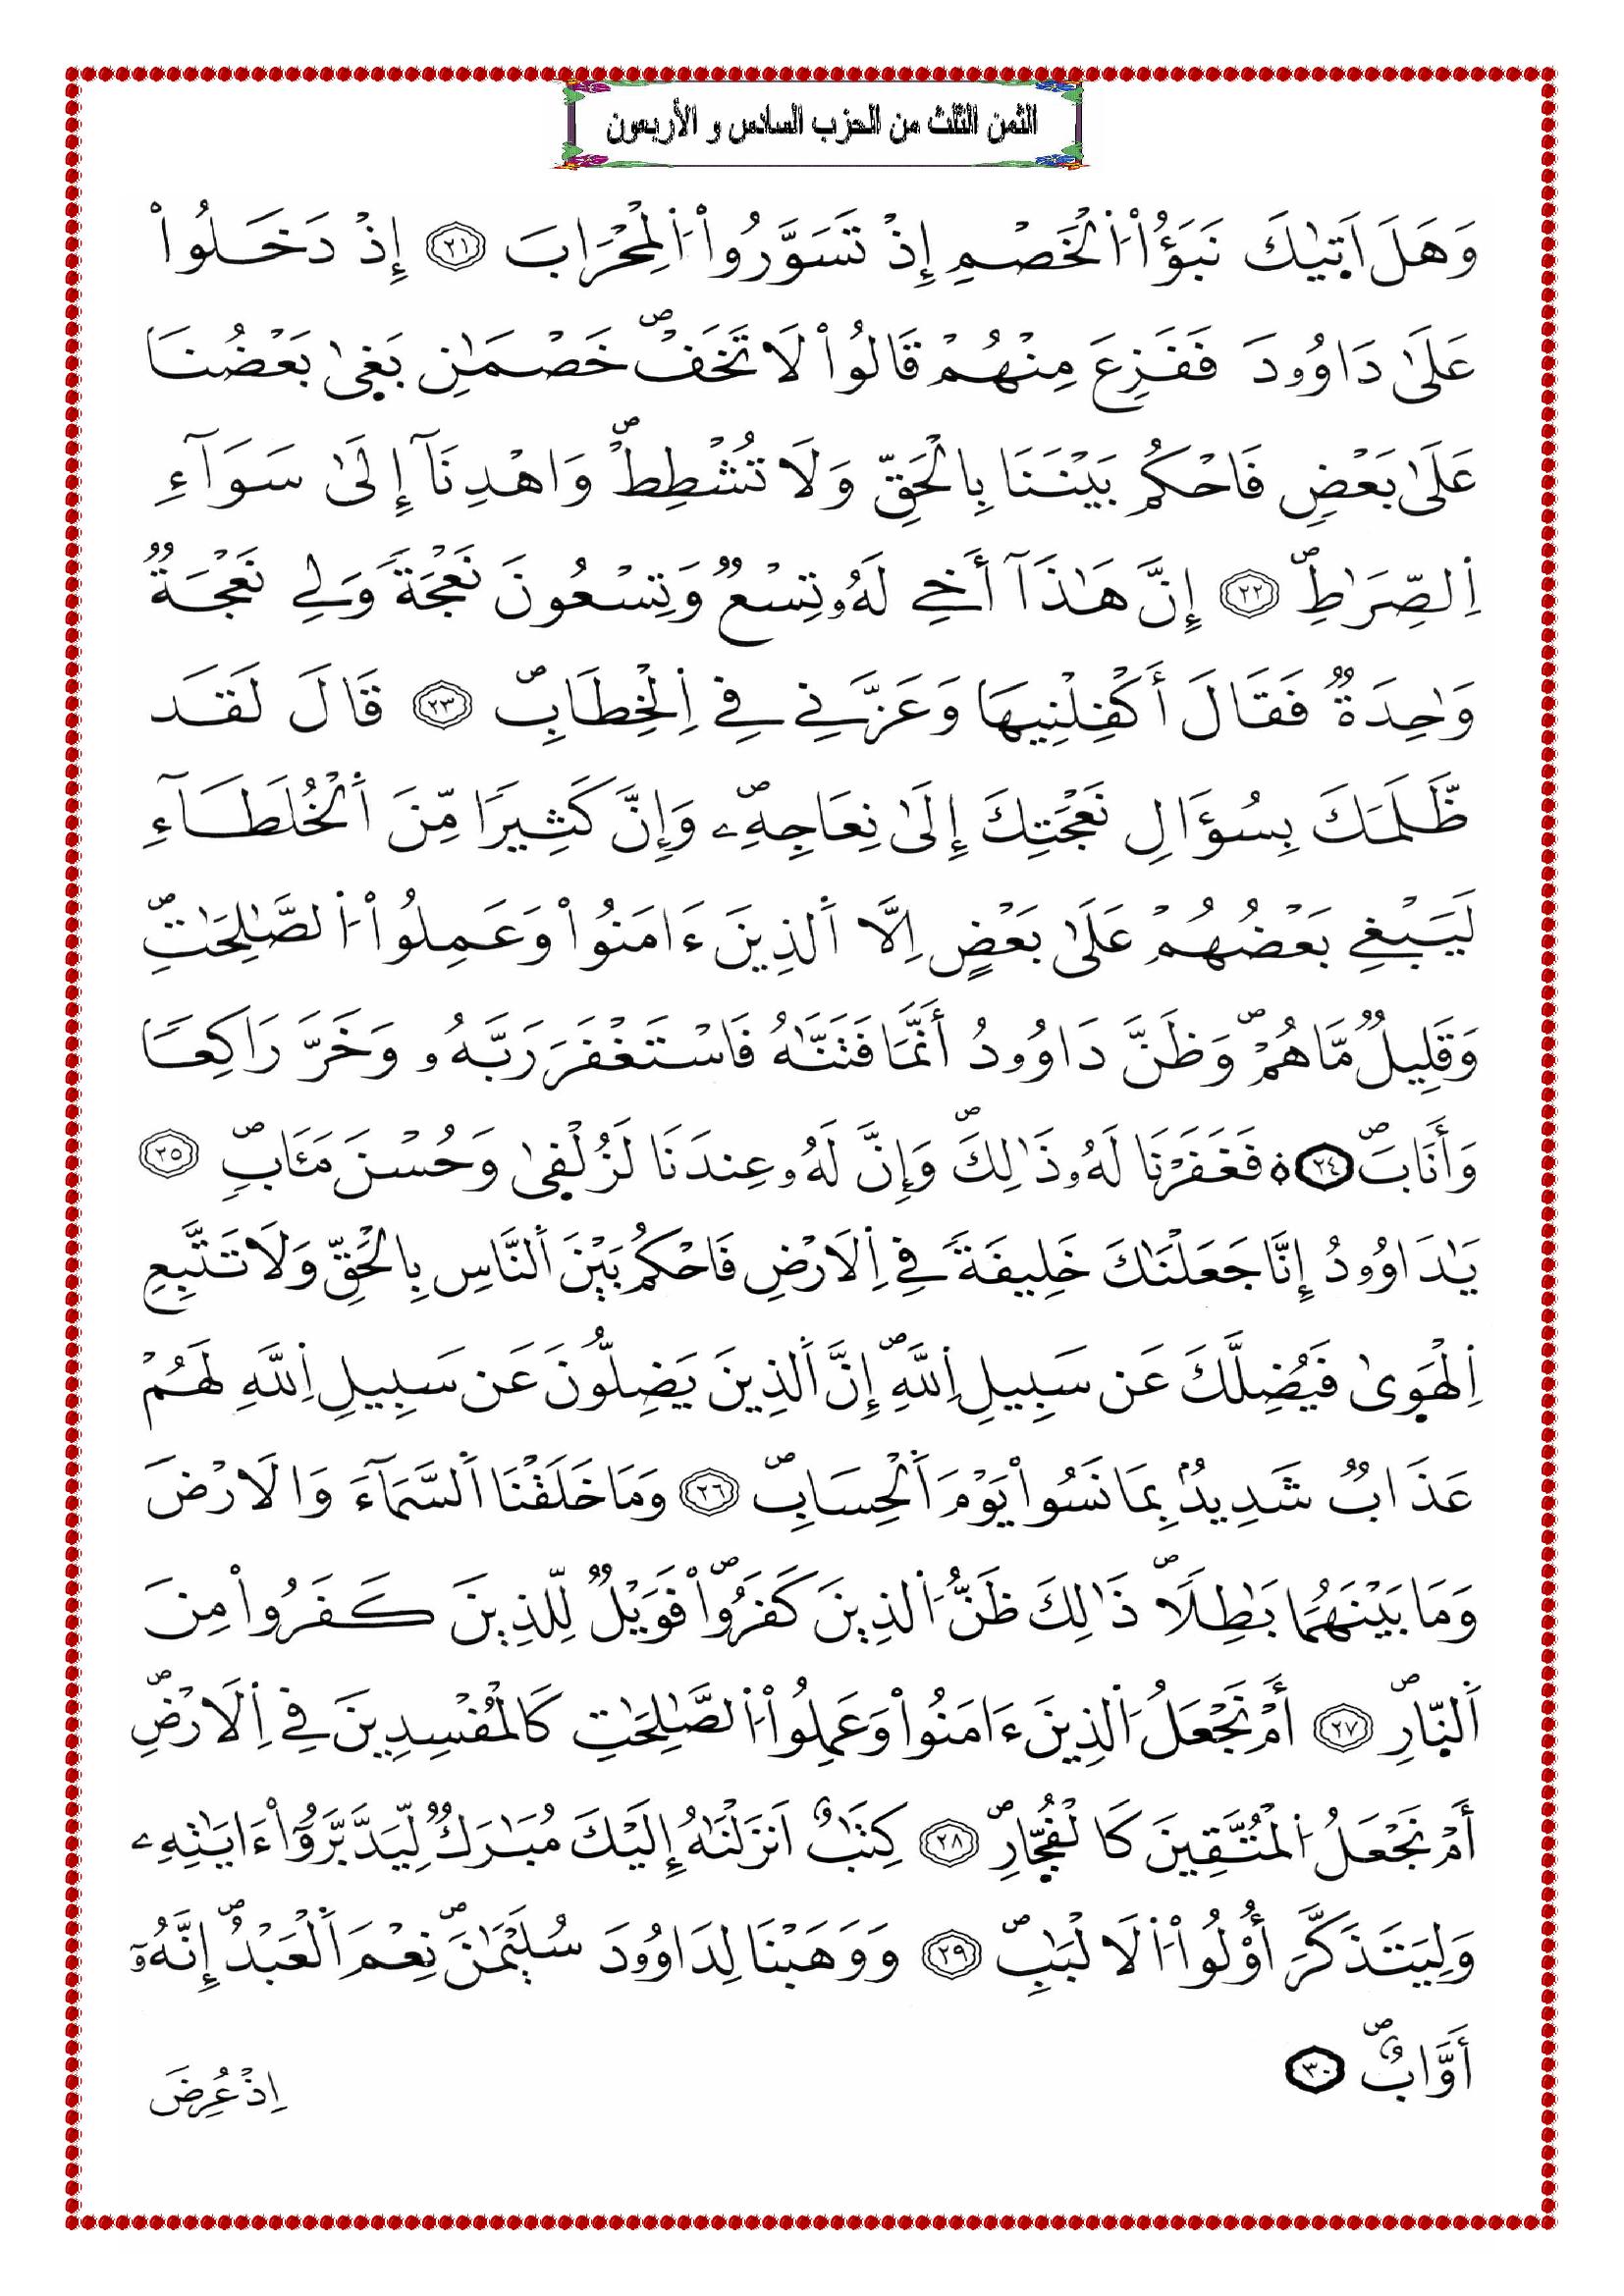 الثمن الثلث من الحزب السادس و الأربعون
وَهَلَ اَتٜيٰكَ نَبَؤُاْ اُ۬لْخَصْمِ إِذْ تَسَوَّرُواْ اُ۬لْمِحْرَابَ ٢١ إِذْ دَخَلُواْ
عَلَىٰ دَاوُۥدَ فَفَزِعَ مِنْهُمْ قَالُواْ لَا تَخَفْۖ خَصْمَٰنِ بَغٜىٰ بَعْضُنَا
عَلَىٰ بَعْضٖ فَاحْكُم بَيْنَنَا بِالْحَقِّ وَلَا تُشْطِطْۖ وَاهْدِنَآ إِلَىٰ سَوَآءِ
اِ۬لصِّرَٰطِۖ ٢٢ إِنَّ هَٰذَآ أَخِے لَهُۥ تِسْعٞ وَتِسْعُونَ نَعْجَةٗ وَلِے نَعْجَةٞ
وَٰحِدَةٞ فَقَالَ أَكْفِلْنِيهَا وَعَزَّنِے فِے اِ۬لْخِطَابِۖ ٢٣ قَالَ لَقَد
ظَّلَمَكَ بِسُؤَالِ نَعْجَتِكَ إِلَىٰ نِعَاجِهِۦۖ وَإِنَّ كَثِيراٗ مِّنَ اَ۬لْخُلَطَآءِ
لَيَبْغِے بَعْضُهُمْ عَلَىٰ بَعْضٍ اِلَّا اَ۬لذِينَ ءَامَنُواْ وَعَمِلُواْ اُ۬لصَّٰلِحَٰتِۖ
وَقَلِيلٞ مَّا هُمْۖ وَظَنَّ دَاوُۥدُ أَنَّمَا فَتَنَّٰهُ فَاسْتَغْفَرَ رَبَّهُۥ وَخَرَّ رَاكِعاٗ
وَأَنَابَۖ ٢٤ ۩ فَغَفَرْنَا لَهُۥ ذَٰلِكَۖ وَإِنَّ لَهُۥ عِندَنَا لَزُلْفٜىٰ وَحُسْنَ مَـَٔابٖۖ ٢٥
يَٰدَاوُۥدُ إِنَّا جَعَلْنَٰكَ خَلِيفَةٗ فِے اِ۬لَارْضِ فَاحْكُم بَيْنَ اَ۬لنَّاسِ بِالْحَقِّ وَلَا تَتَّبِعِ
اِ۬لْهَوٜىٰ فَيُضِلَّكَ عَن سَبِيلِ اِ۬للَّهِۖ إِنَّ اَ۬لذِينَ يَضِلُّونَ عَن سَبِيلِ اِ۬للَّهِ لَهُمْ
عَذَابٞ شَدِيدُۢ بِمَا نَسُواْ يَوْمَ اَ۬لْحِسَابِۖ ٢٦ وَمَا خَلَقْنَا اَ۬لسَّمَآءَ وَالَارْضَ
وَمَا بَيْنَهُمَا بَٰطِلاٗۖ ذَٰلِكَ ظَنُّ اُ۬لذِينَ كَفَرُواْۖ فَوَيْلٞ لِّلذِينَ كَفَرُواْ مِنَ
اَ۬لنّٜارِۖ ٢٧ أَمْ نَجْعَلُ اُ۬لذِينَ ءَامَنُواْ وَعَمِلُواْ اُ۬لصَّٰلِحَٰتِ كَالْمُفْسِدِينَ فِے اِ۬لَارْضِۖ
أَمْ نَجْعَلُ اُ۬لْمُتَّقِينَ كَالْفُجّٜارِۖ ٢٨ كِتَٰبٌ اَنزَلْنَٰهُ إِلَيْكَ مُبَٰرَكٞ لِّيَدَّبَّرُوٓاْ ءَايَٰتِهِۦ
وَلِيَتَذَكَّرَ أُوْلُواْ اُ۬لَالْبَٰبِۖ ٢٩ وَوَهَبْنَا لِدَاوُۥدَ سُلَيْمَٰنَۖ نِعْمَ اَ۬لْعَبْدُۖ إِنَّهُۥٓ
أَوَّابٌۖ ٣٠
اِذْ عُرِضَ